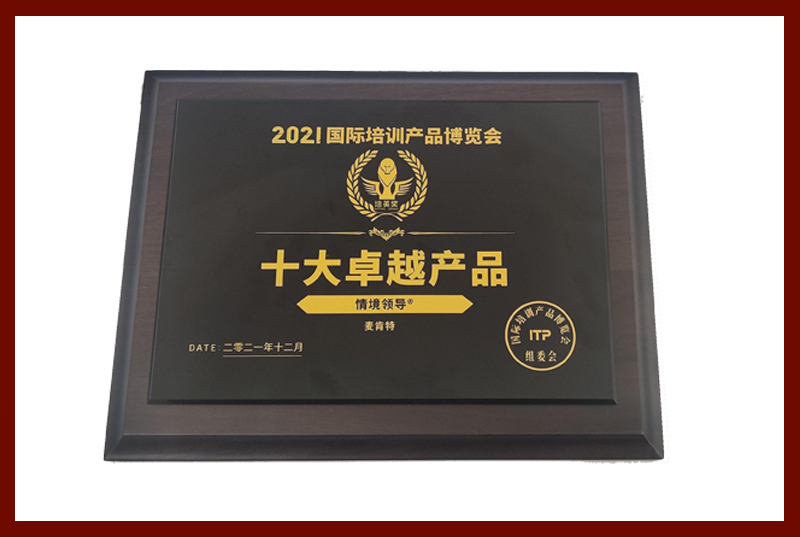 2021国际培训产品博览会
培英奖
十大卓越产品
情境领导®
麦肯特
DATE: 二零二一年十二月
国际培训产品博览会
ITP
组委会